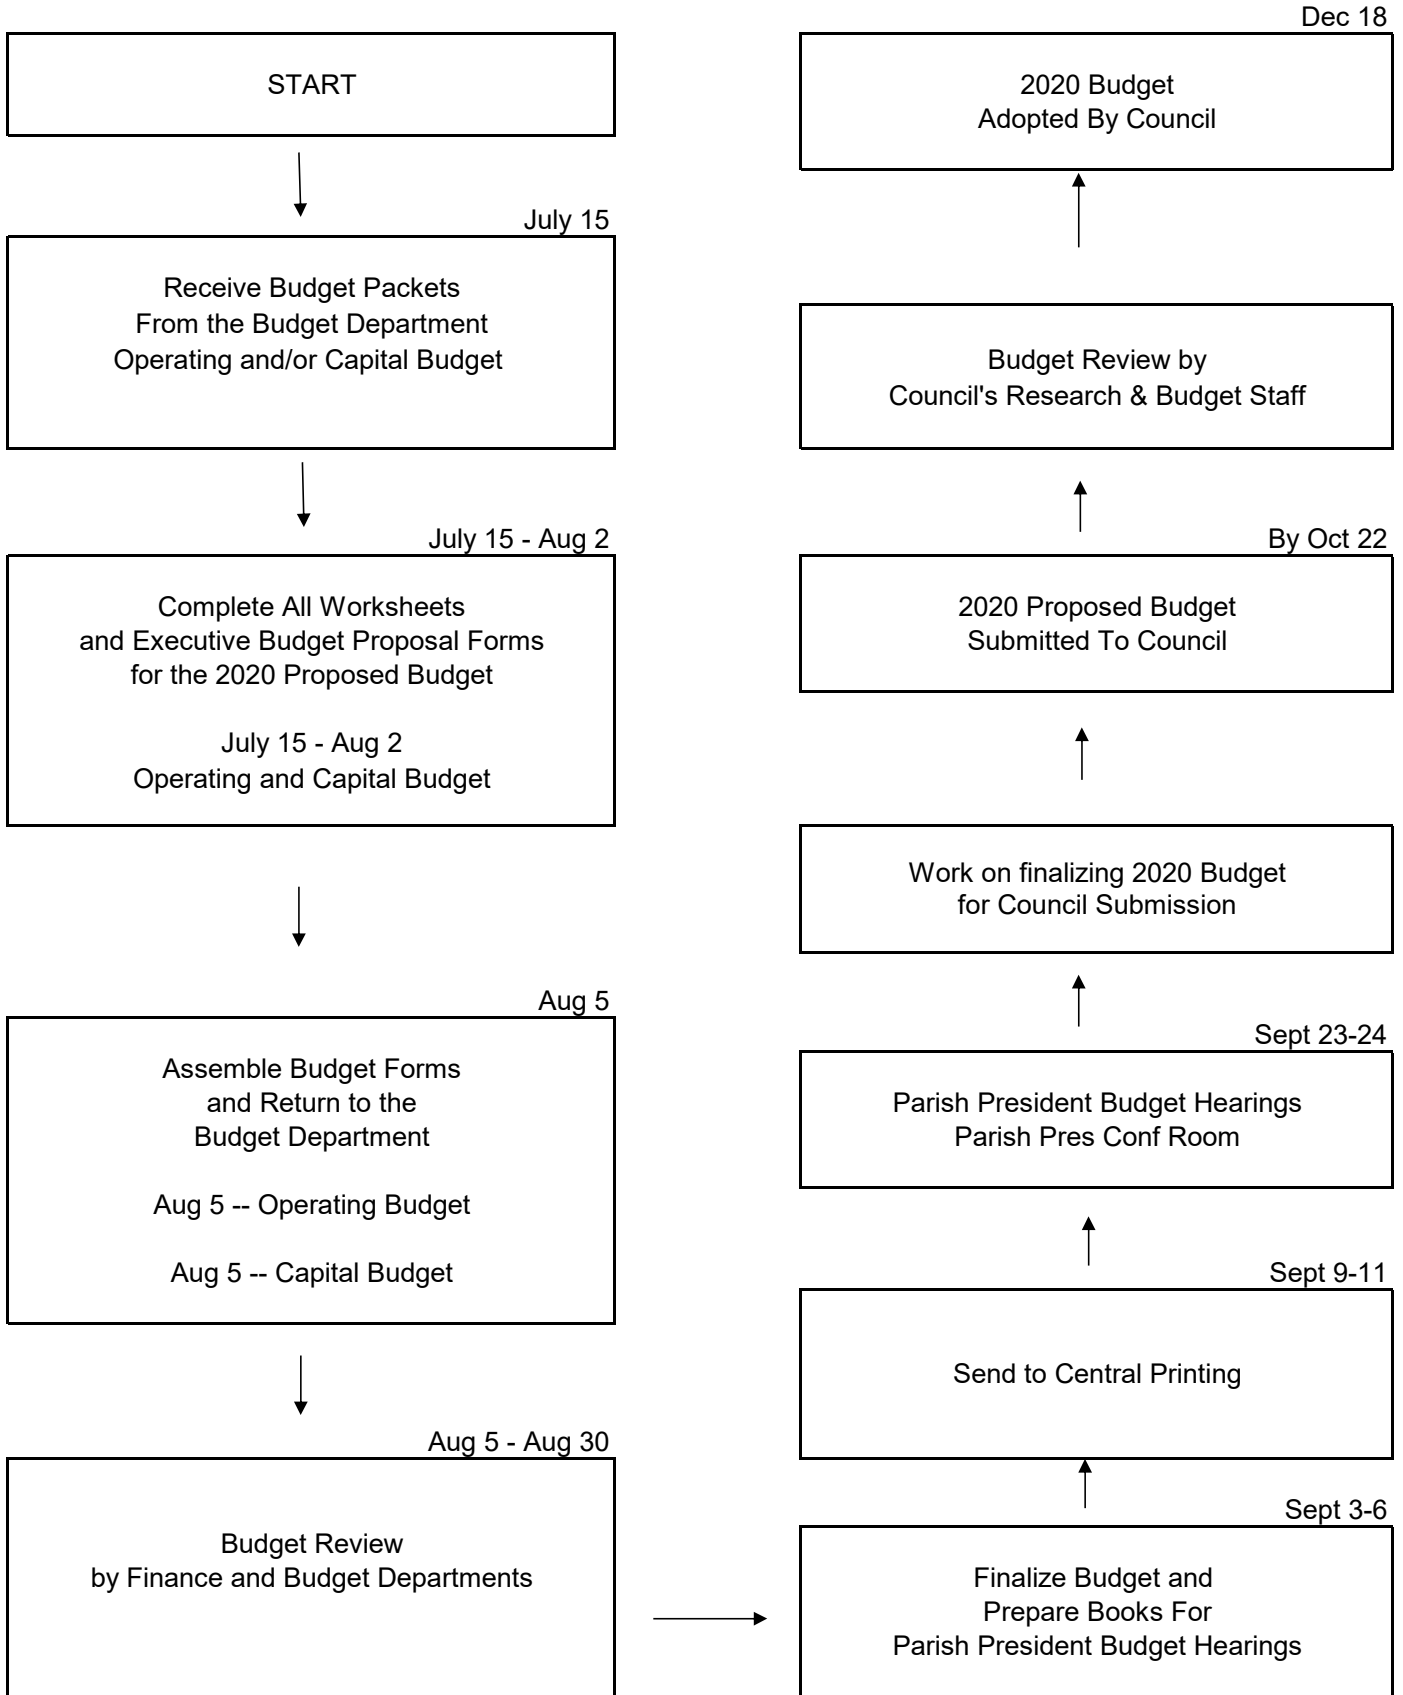 START
July 15
Receive Budget Packets
From the Budget Department
Operating and/or Capital Budget
July 15 - Aug 2
Complete All Worksheets
and Executive Budget Proposal Forms
for the 2020 Proposed Budget
July 15 - Aug 2
Operating and Capital Budget
Aug 5
Assemble Budget Forms
and Return to the
Budget Department
Aug 5 -- Operating Budget
Aug 5 -- Capital Budget
Aug 5 - Aug 30
Budget Review
by Finance and Budget Departments
Sept 3-6
Finalize Budget and
Prepare Books For
Parish President Budget Hearings
Sept 9-11
Send to Central Printing
Sept 23-24
Parish President Budget Hearings
Parish Pres Conf Room
Work on finalizing 2020 Budget
for Council Submission
By Oct 22
2020 Proposed Budget
Submitted To Council
Budget Review by
Council's Research & Budget Staff
Dec 18
2020 Budget
Adopted By Council